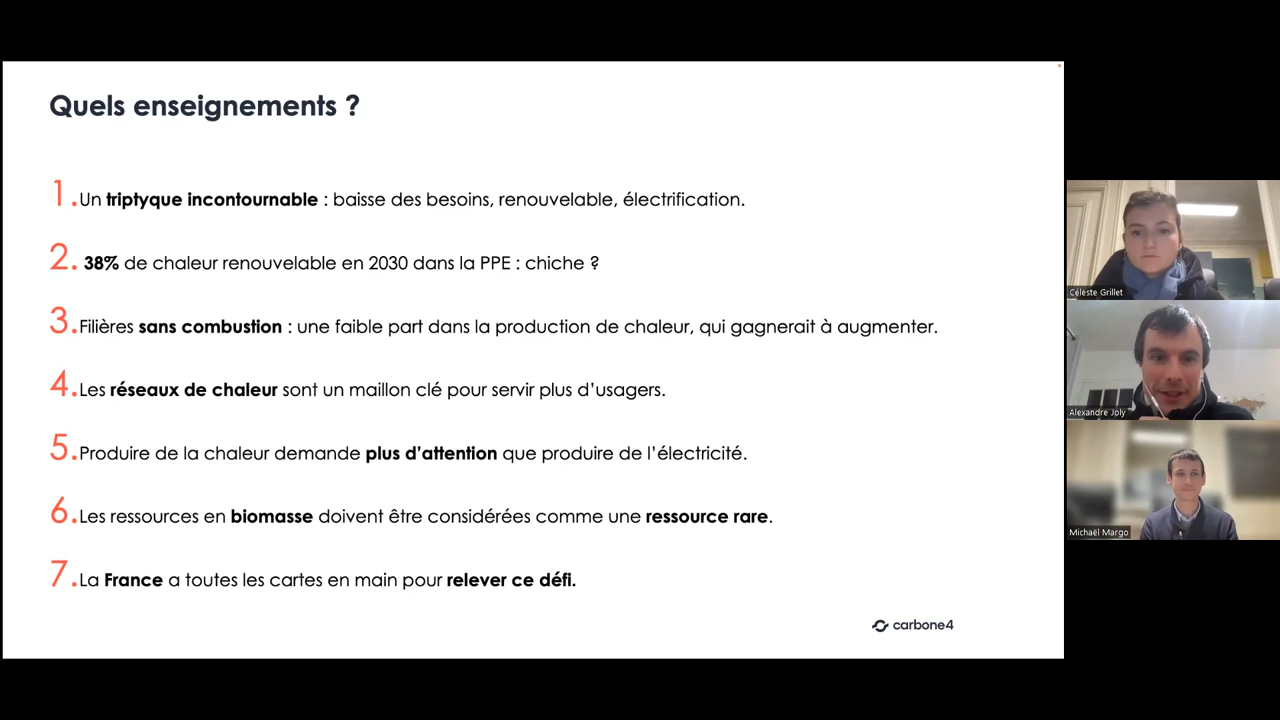 Quels enseignements ?
1. Un triptyque incontournable : baisse des besoins, renouvelable, électrification.
2. 38% de chaleur renouvelable en 2030 dans la PPE : chiche ?
3. Filières sans combustion : une faible part dans la production de chaleur, qui gagnerait à augmenter.
4. Les réseaux de chaleur sont un maillon clé pour servir plus d’usagers.
5. Produire de la chaleur demande plus d’attention que produire de l’électricité.
6. Les ressources en biomasse doivent être considérées comme une ressource rare.
7. La France a toutes les cartes en main pour relever ce défi.
carbone4
Céleste Grillet
Alexandre Joly
Michaël Margo